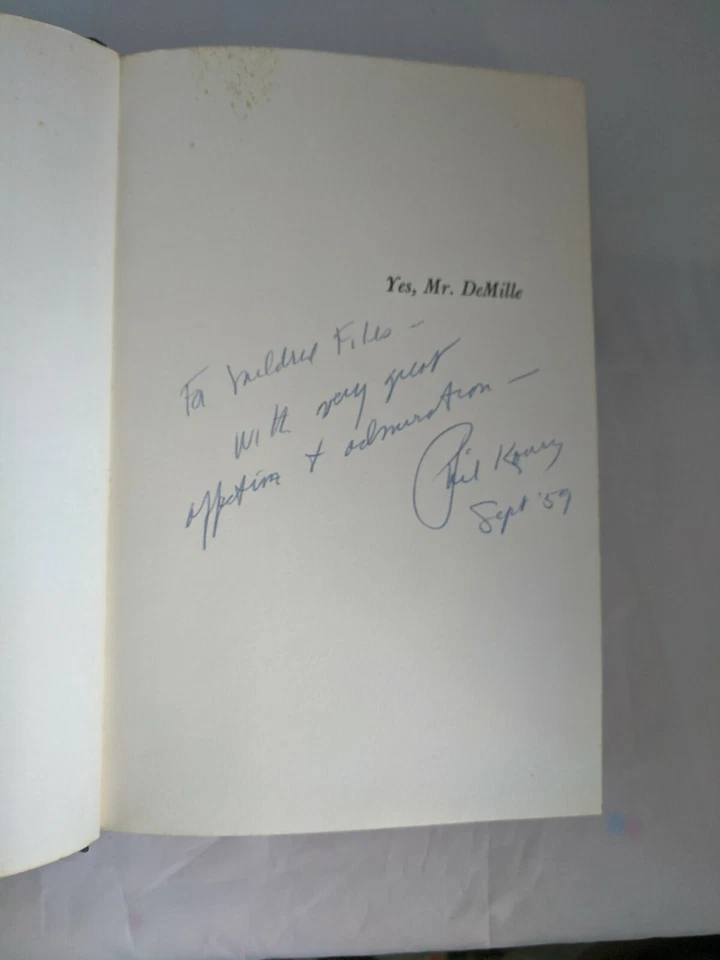 Yes, Mr. DeMille
To Mildred Files –
With very great
affection + admiration –
Phil Koury
Sept '59